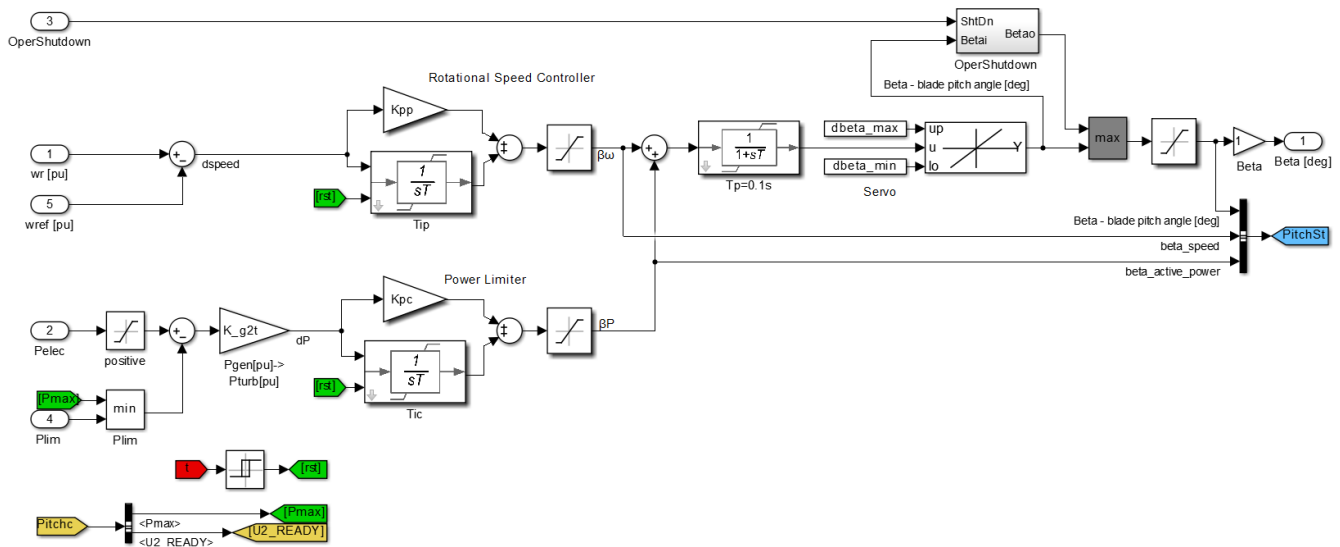 3
OperShutdown
ShtDn
Betai
Betao
OperShutdown
Rotational Speed Controller
Beta - blade pitch angle [deg]
Kpp
1
wr [pu]
+
-
dspeed
5
wref [pu]
[rst]
1
sT
Tip
+
+
βω
+
+
1
1+sT
Tp=0.1s
dbeta_max
dbeta_min
Servo
up
u
lo
Y
max
1
Beta
1
Beta [deg]
Beta - blade pitch angle [deg]
beta_speed
beta_active_power
PitchSt
Power Limiter
Kpc
2
Pelec
positive
+
-
K_g2t
Pgen[pu]->
Pturb[pu]
dP
[rst]
1
sT
Tic
+
+
βP
[Pmax]
4
Plim
min
Plim
t
[rst]
Pitchc
<Pmax>
<U2_READY>
[Pmax]
[U2_READY]